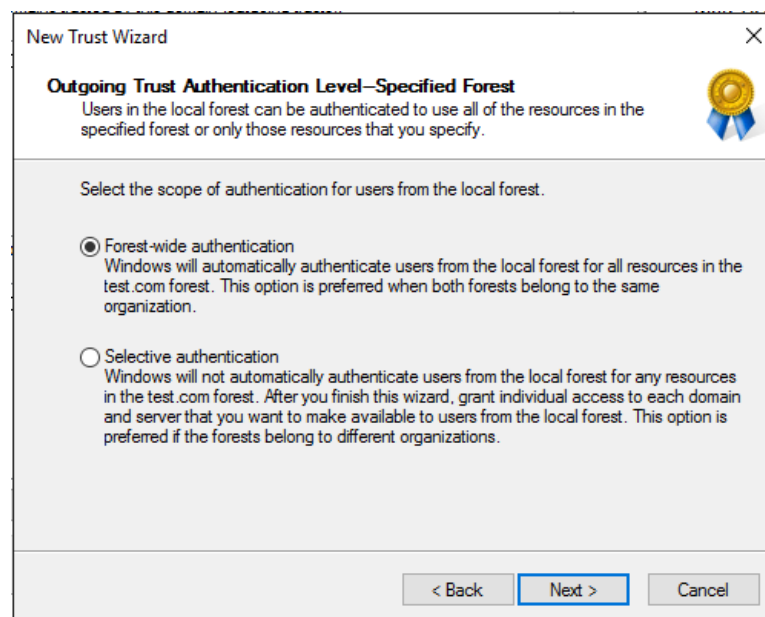 New Trust Wizard
Outgoing Trust Authentication Level--Specified Forest
Users in the local forest can be authenticated to use all of the resources in the
specified forest or only those resources that you specify.
Select the scope of authentication for users from the local forest.
Forest-wide authentication
Windows will automatically authenticate users from the local forest for all resources in the
test.com forest. This option is preferred when both forests belong to the same
organization.
Selective authentication
Windows will not automatically authenticate users from the local forest for any resources
in the test.com forest. After you finish this wizard, grant individual access to each domain
and server that you want to make available to users from the local forest. This option is
preferred if the forests belong to different organizations.
< Back
Next >
Cancel